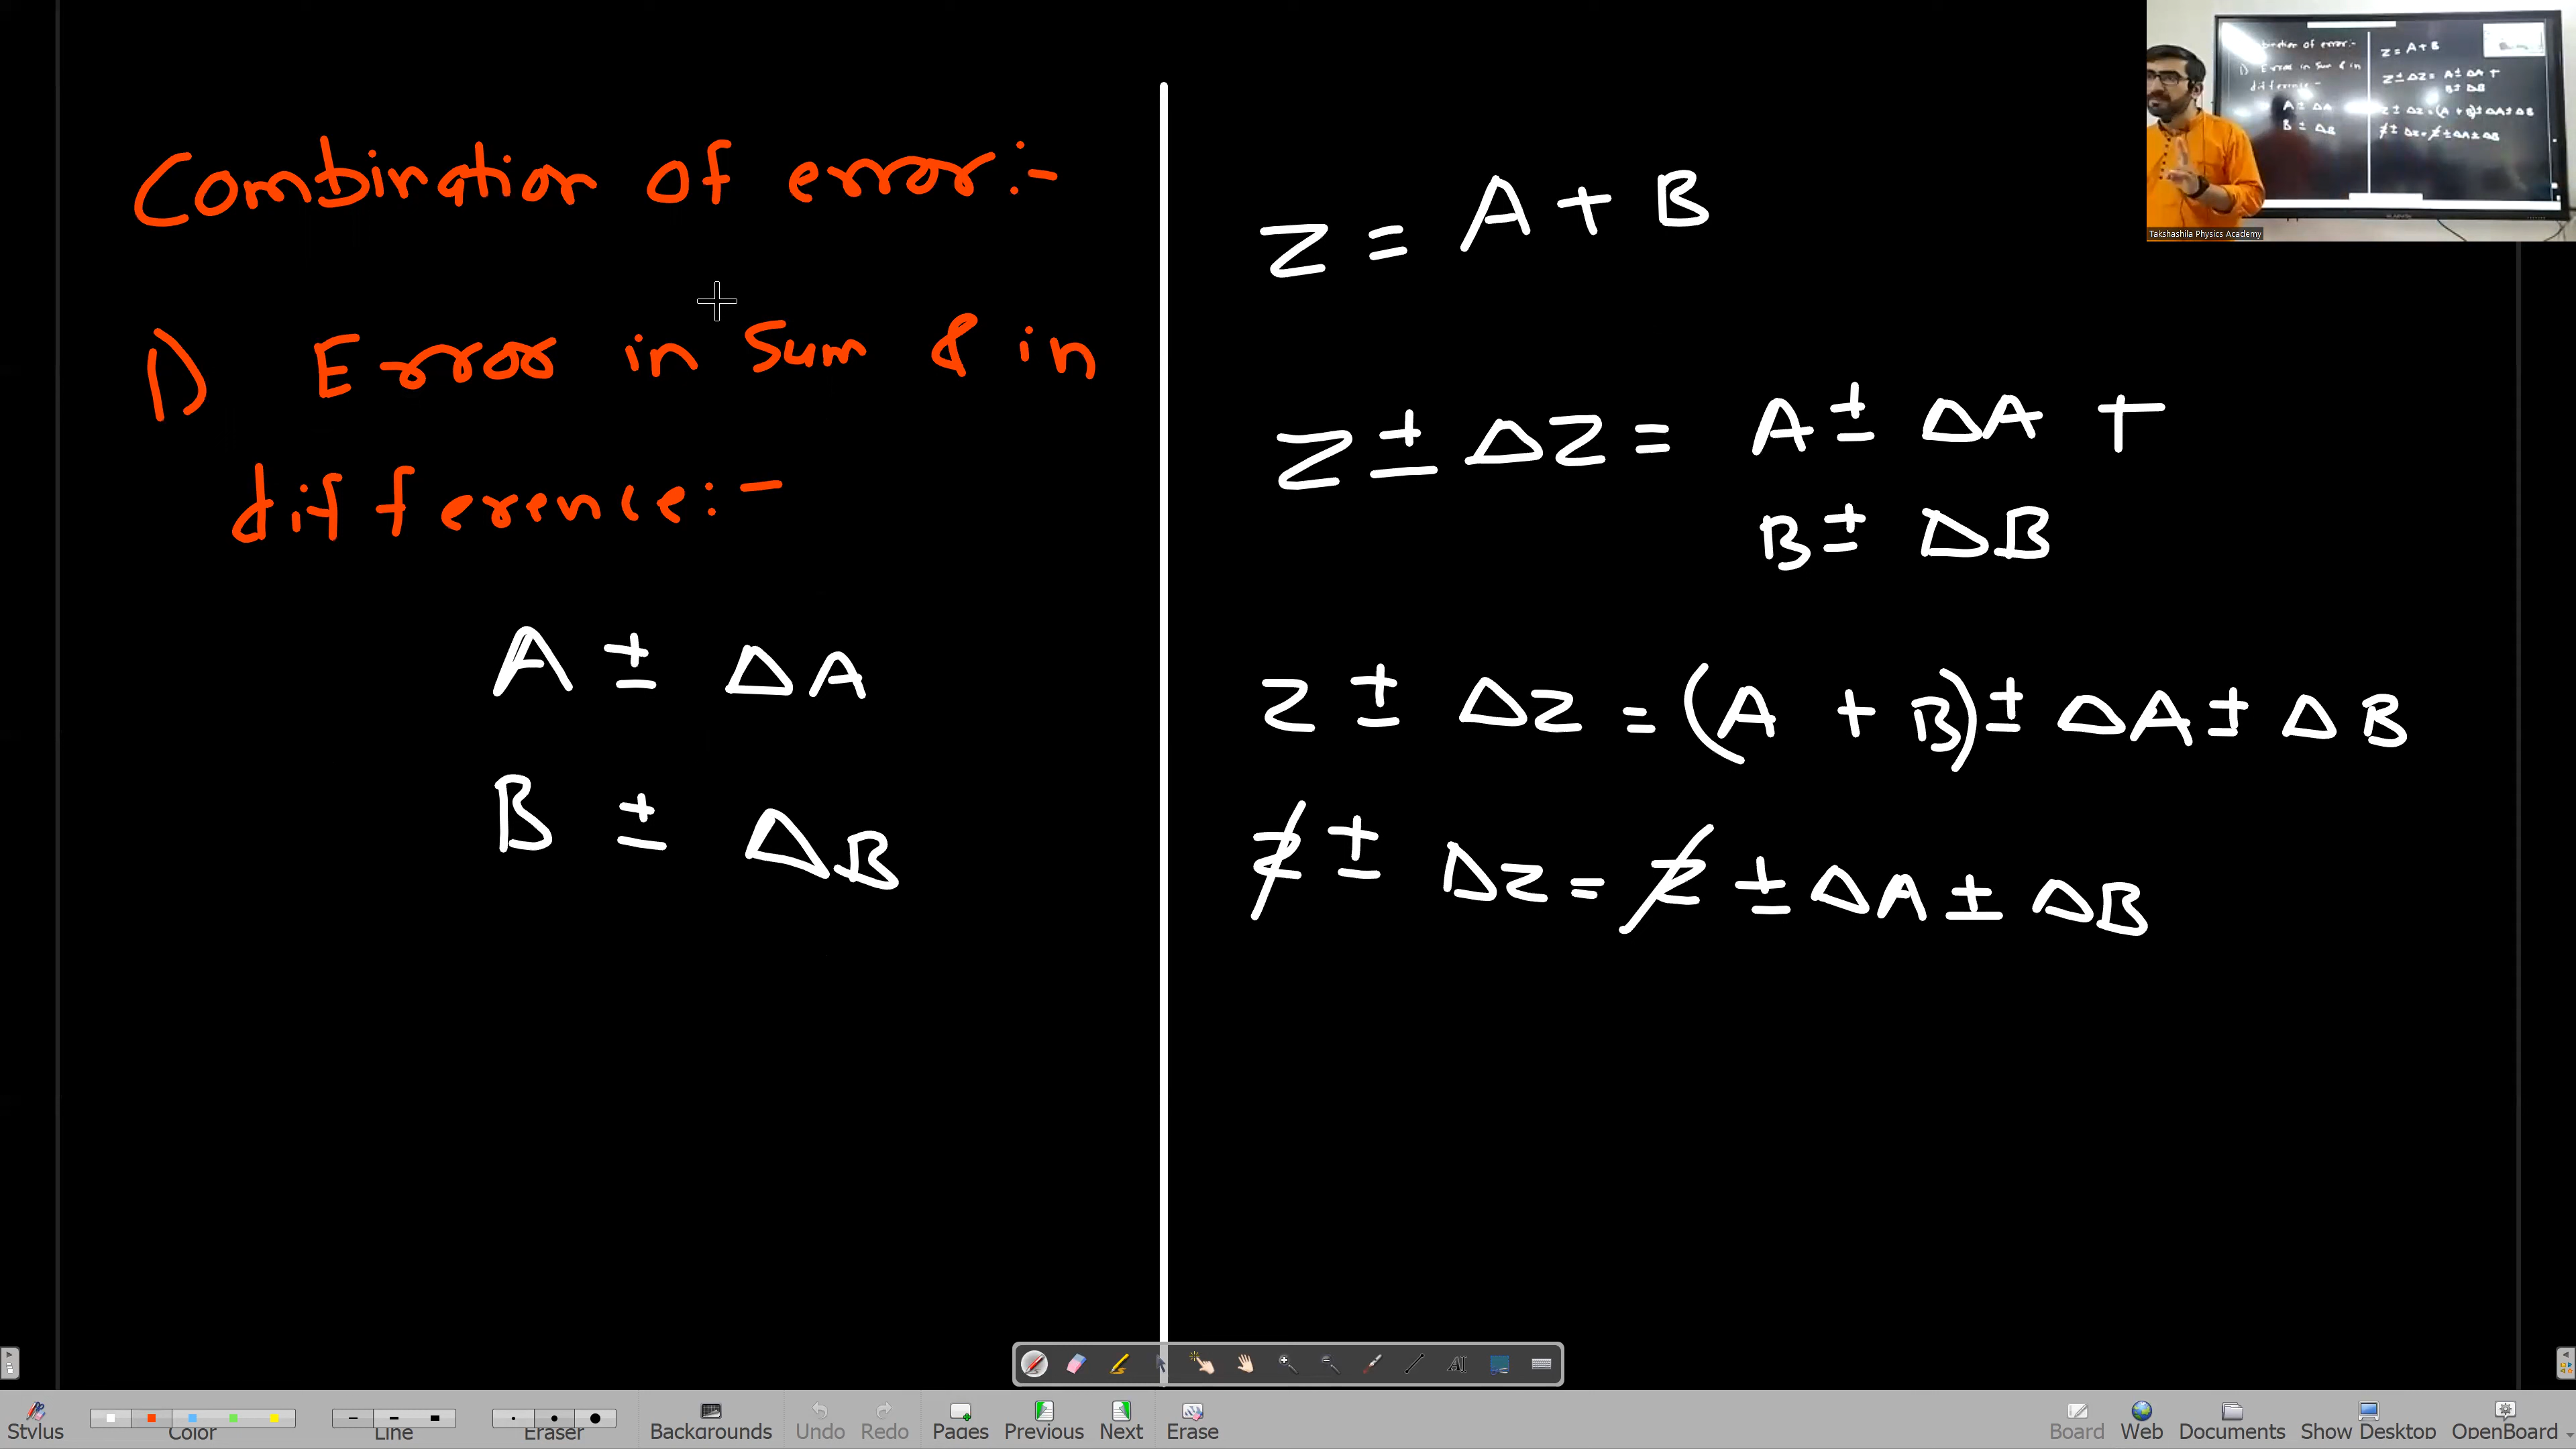 Combination of error:-
1) Error in Sum & in
difference:-
A ± ΔA
B ± ΔB
Z = A + B
Z ± ΔZ = A ± ΔA +
B ± ΔB
Z ± ΔZ = (A + B) ± ΔA ± ΔB
Z ± ΔZ = Z ± ΔA ± ΔB
Takshashila Physics Academy
Stylus Color Line Eraser Backgrounds Undo Redo Pages Previous Next Erase Board Web Documents Show Desktop OpenBoard